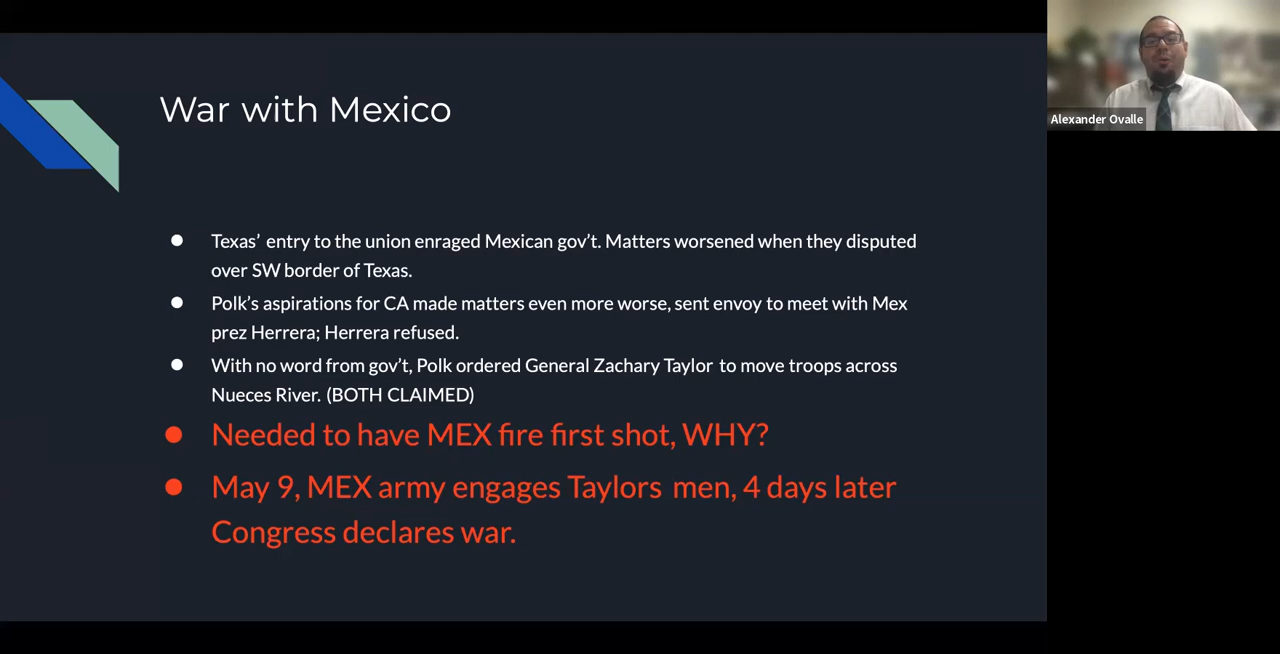 War with Mexico
Texas’ entry to the union enraged Mexican gov’t. Matters worsened when they disputed
over SW border of Texas.
Polk’s aspirations for CA made matters even more worse, sent envoy to meet with Mex
prez Herrera; Herrera refused.
With no word from gov’t, Polk ordered General Zachary Taylor to move troops across
Nueces River. (BOTH CLAIMED)
Needed to have MEX fire first shot, WHY?
May 9, MEX army engages Taylors men, 4 days later
Congress declares war.
Alexander Ovalle